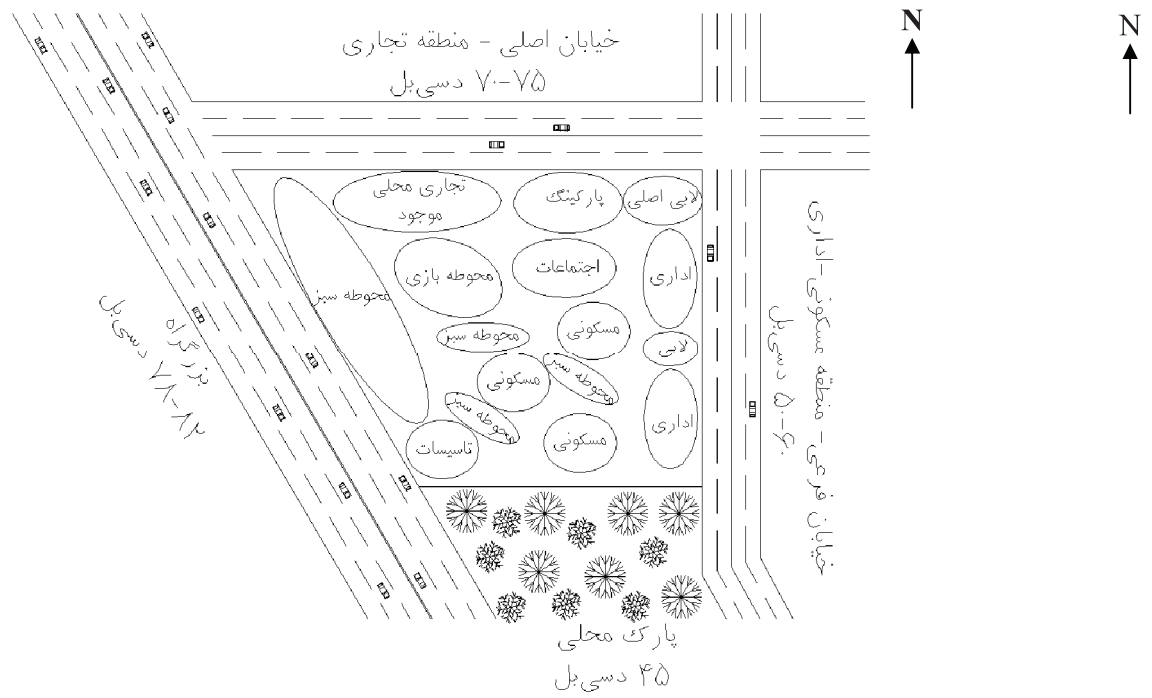 N
N
خیابان اصلی - منطقه تجاری
۷۰-۷۵ دسی‌بل
تجاری محلی
موجود
پارکینگ
لابی اصلی
محوطه سبز
محوطه بازی
اجتماعات
اداری
محوطه سبز
مسکونی
لابی
مسکونی
محوطه سبز
محوطه سبز
تاسیسات
مسکونی
اداری
بزرگراه
۷۸-۸۲ دسی‌بل
خیابان فرعی- منطقه مسکونی-اداری
۵۰-۶۰ دسی‌بل
پارک محلی
۴۵ دسی‌بل